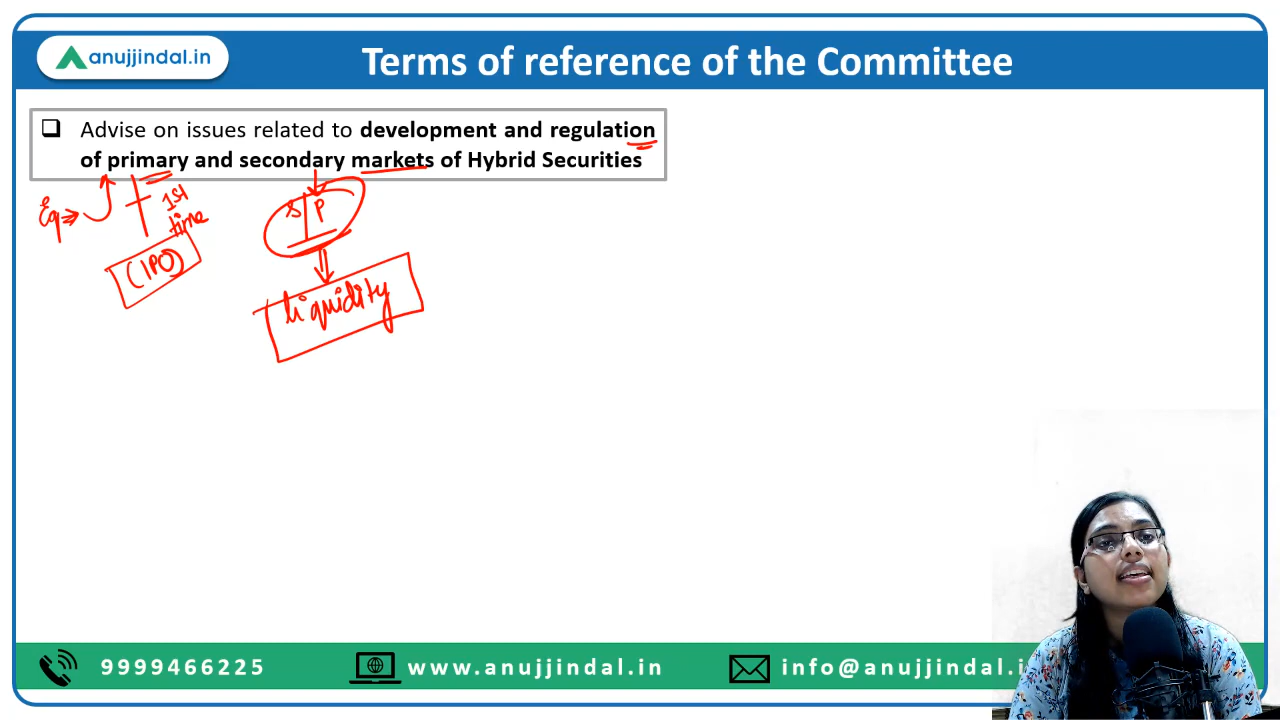 anujjindal.in
Terms of reference of the Committee
Advise on issues related to development and regulation
of primary and secondary markets of Hybrid Securities
Eq
1st
time
(IPO)
S P
liquidity
9999466225
www.anujjindal.in
info@anujjindal.i